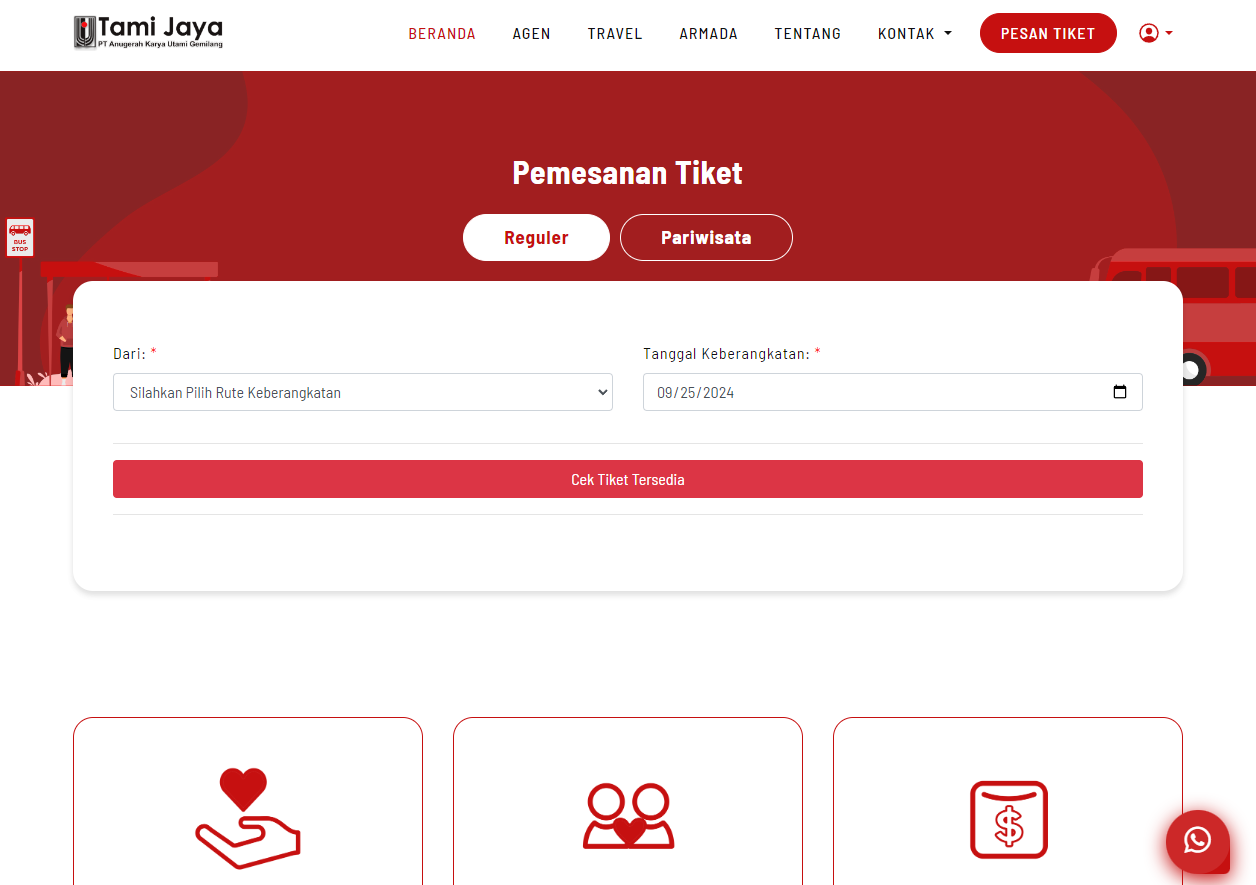 Tami Jaya
PT Anugerah Karya Utami Gemilang
BERANDA
AGEN
TRAVEL
ARMADA
TENTANG
KONTAK
PESAN TIKET
Pemesanan Tiket
Reguler
Pariwisata
BUS
STOP
Dari: *
Silahkan Pilih Rute Keberangkatan
Tanggal Keberangkatan: *
09/25/2024
Cek Tiket Tersedia
$